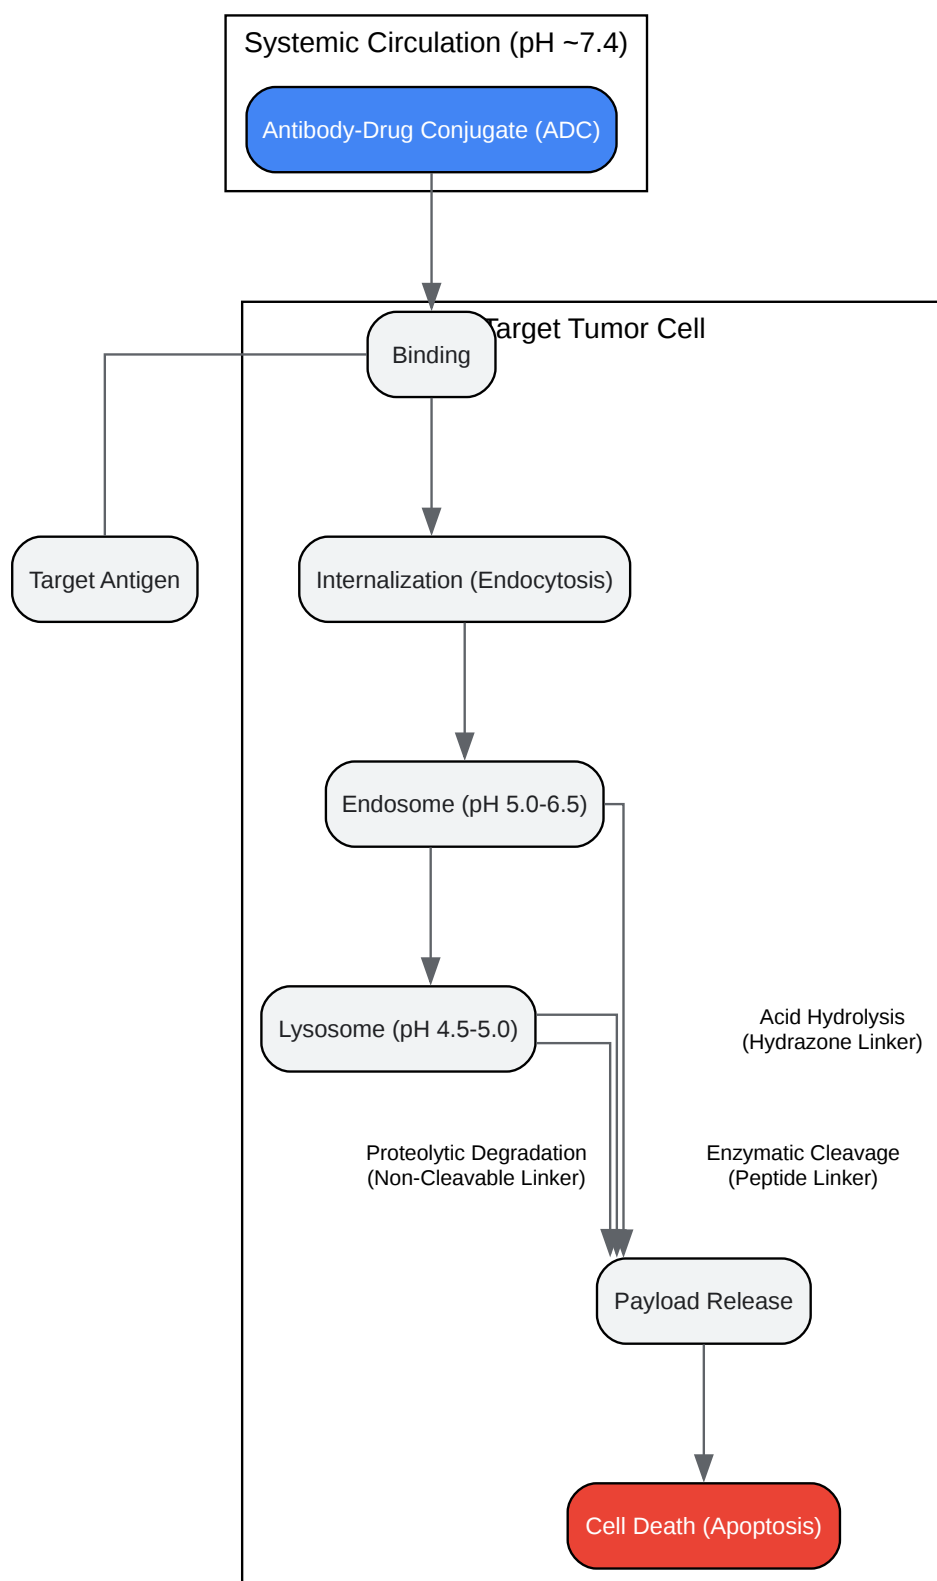 Systemic Circulation (pH ~7.4)
Antibody-Drug Conjugate (ADC)
Target Tumor Cell
Binding
Target Antigen
Internalization (Endocytosis)
Endosome (pH 5.0-6.5)
Lysosome (pH 4.5-5.0)
Acid Hydrolysis
(Hydrazone Linker)
Proteolytic Degradation
(Non-Cleavable Linker)
Enzymatic Cleavage
(Peptide Linker)
Payload Release
Cell Death (Apoptosis)